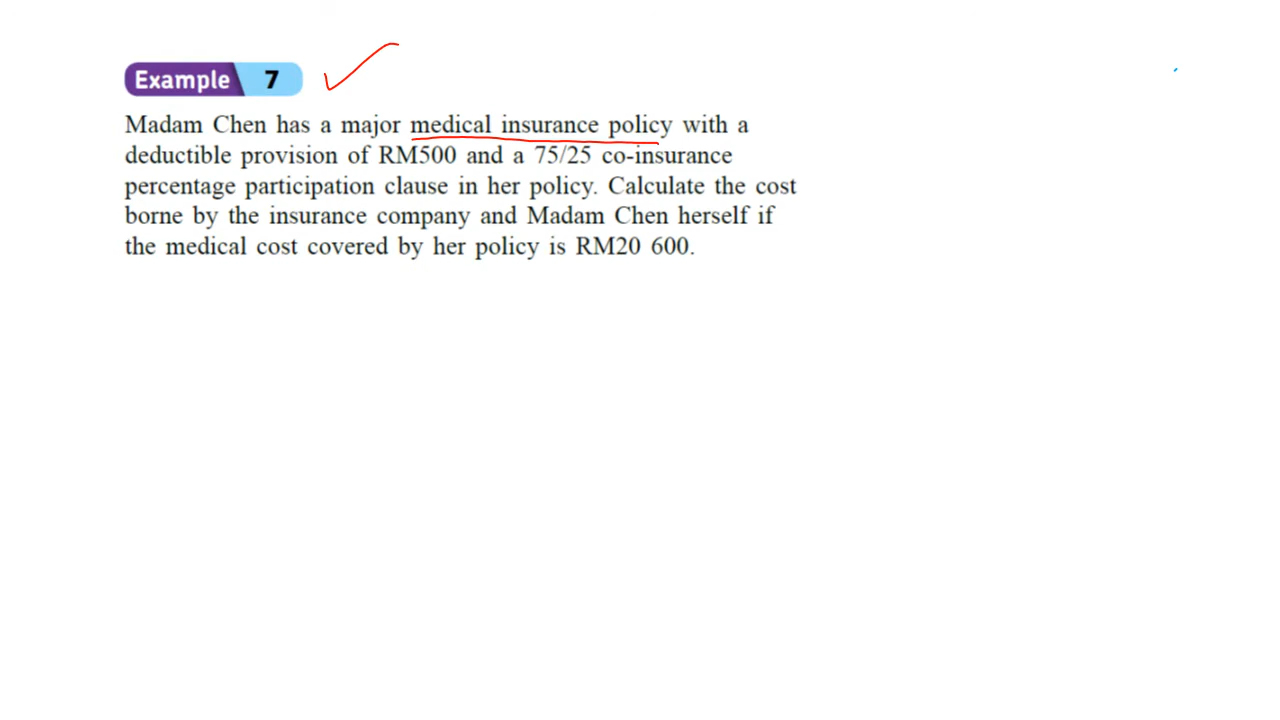 Example 7
Madam Chen has a major medical insurance policy with a
deductible provision of RM500 and a 75/25 co-insurance
percentage participation clause in her policy. Calculate the cost
borne by the insurance company and Madam Chen herself if
the medical cost covered by her policy is RM20 600.